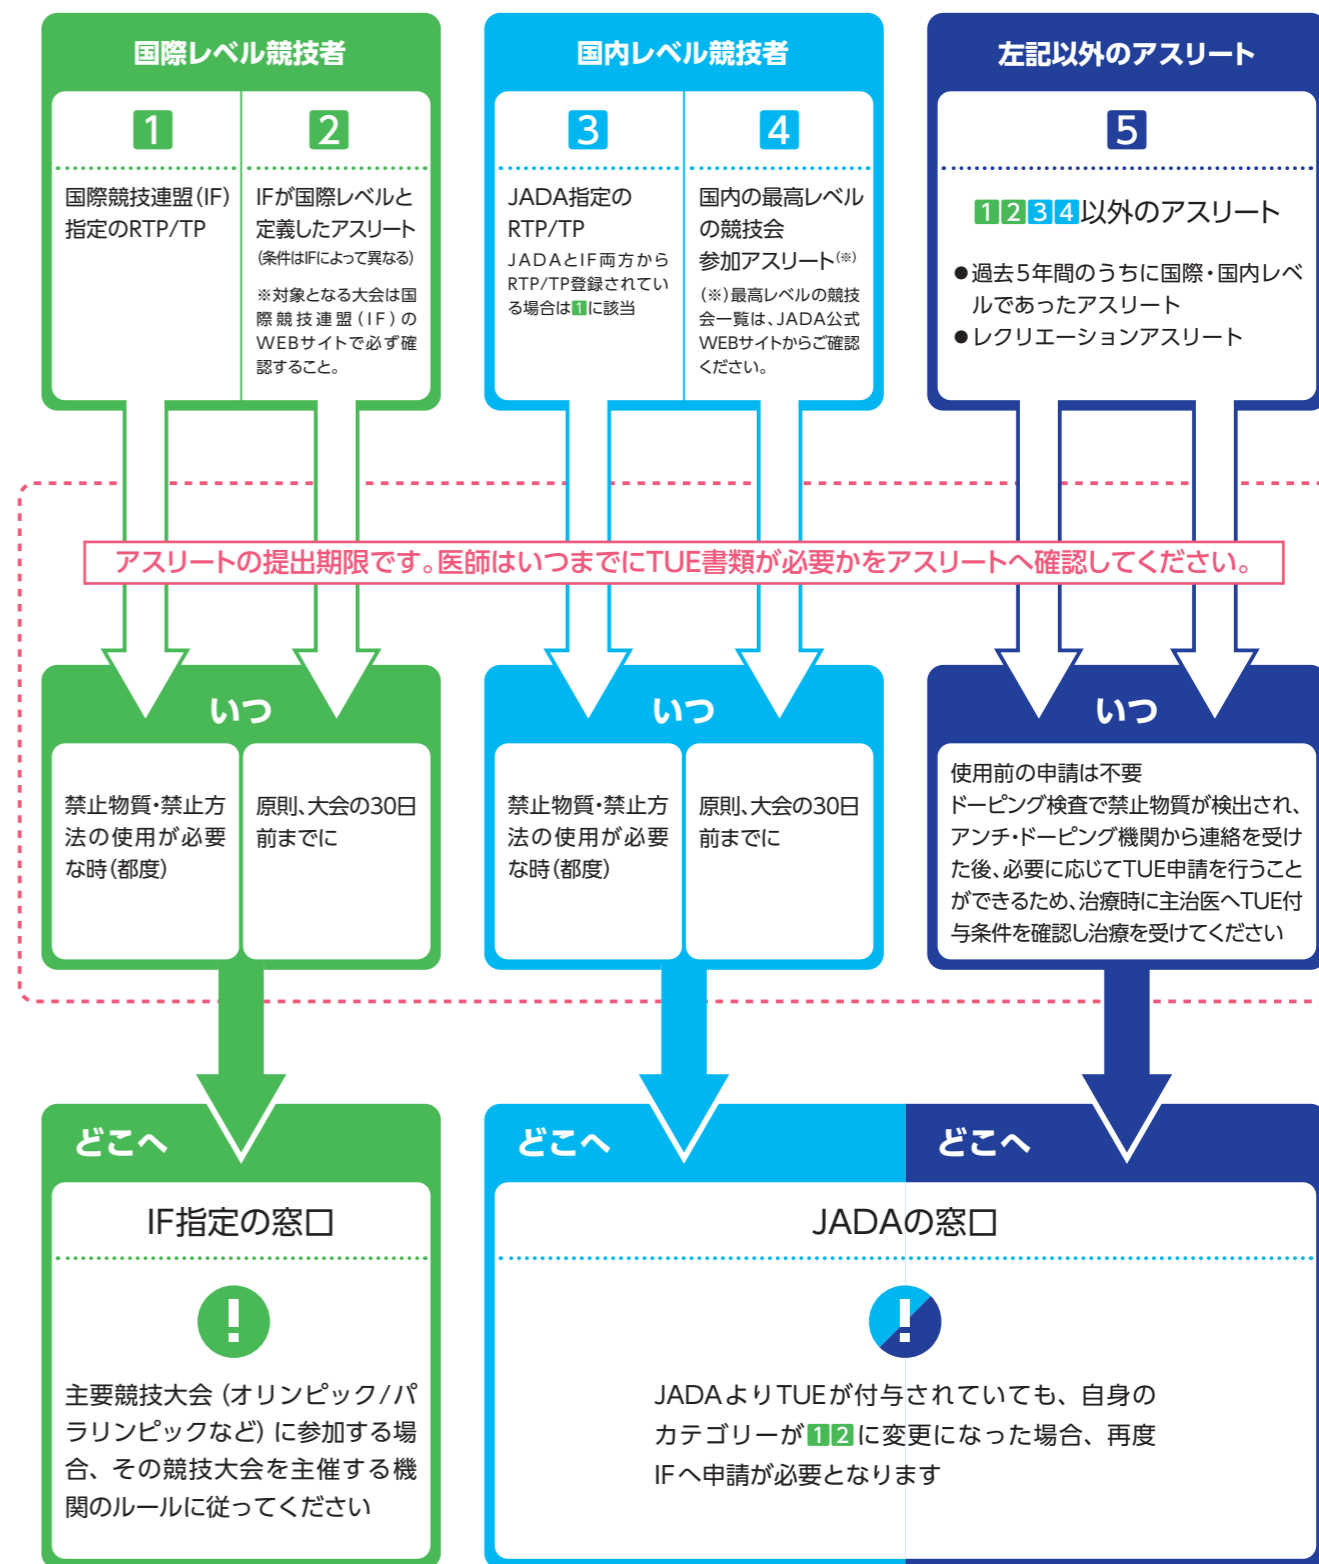 国際レベル競技者
1
国際競技連盟(IF)
指定のRTP/TP
2
IFが国際レベルと
定義したアスリート
(条件はIFによって異なる)
※対象となる大会は国
際競技連盟(IF)の
WEBサイトで必ず確
認すること。
国内レベル競技者
3
JADA指定の
RTP/TP
JADAとIF両方から
RTP/TP登録されてい
る場合は1に該当
4
国内の最高レベル
の競技会
参加アスリート(※)
(※)最高レベルの競技
会一覧は、JADA公式
WEBサイトからご確認
ください。
左記以外のアスリート
5
1234以外のアスリート
●過去5年間のうちに国際・国内レベ
ルであったアスリート
●レクリエーションアスリート
アスリートの提出期限です。医師はいつまでにTUE書類が必要かをアスリートへ確認してください。
いつ
禁止物質・禁止方
法の使用が必要
な時(都度)
原則、大会の30日
前までに
いつ
禁止物質・禁止方
法の使用が必要
な時(都度)
原則、大会の30日
前までに
いつ
使用前の申請は不要
ドーピング検査で禁止物質が検出され、
アンチ・ドーピング機関から連絡を受け
た後、必要に応じてTUE申請を行うこと
ができるため、治療時に主治医へTUE付
与条件を確認し治療を受けてください
どこへ
IF指定の窓口
!
主要競技大会(オリンピック/パ
ラリンピックなど)に参加する場
合、その競技大会を主催する機
関のルールに従ってください
どこへ
どこへ
JADAの窓口
!
JADAよりTUEが付与されていても、自身の
カテゴリーが12に変更になった場合、再度
IFへ申請が必要となります